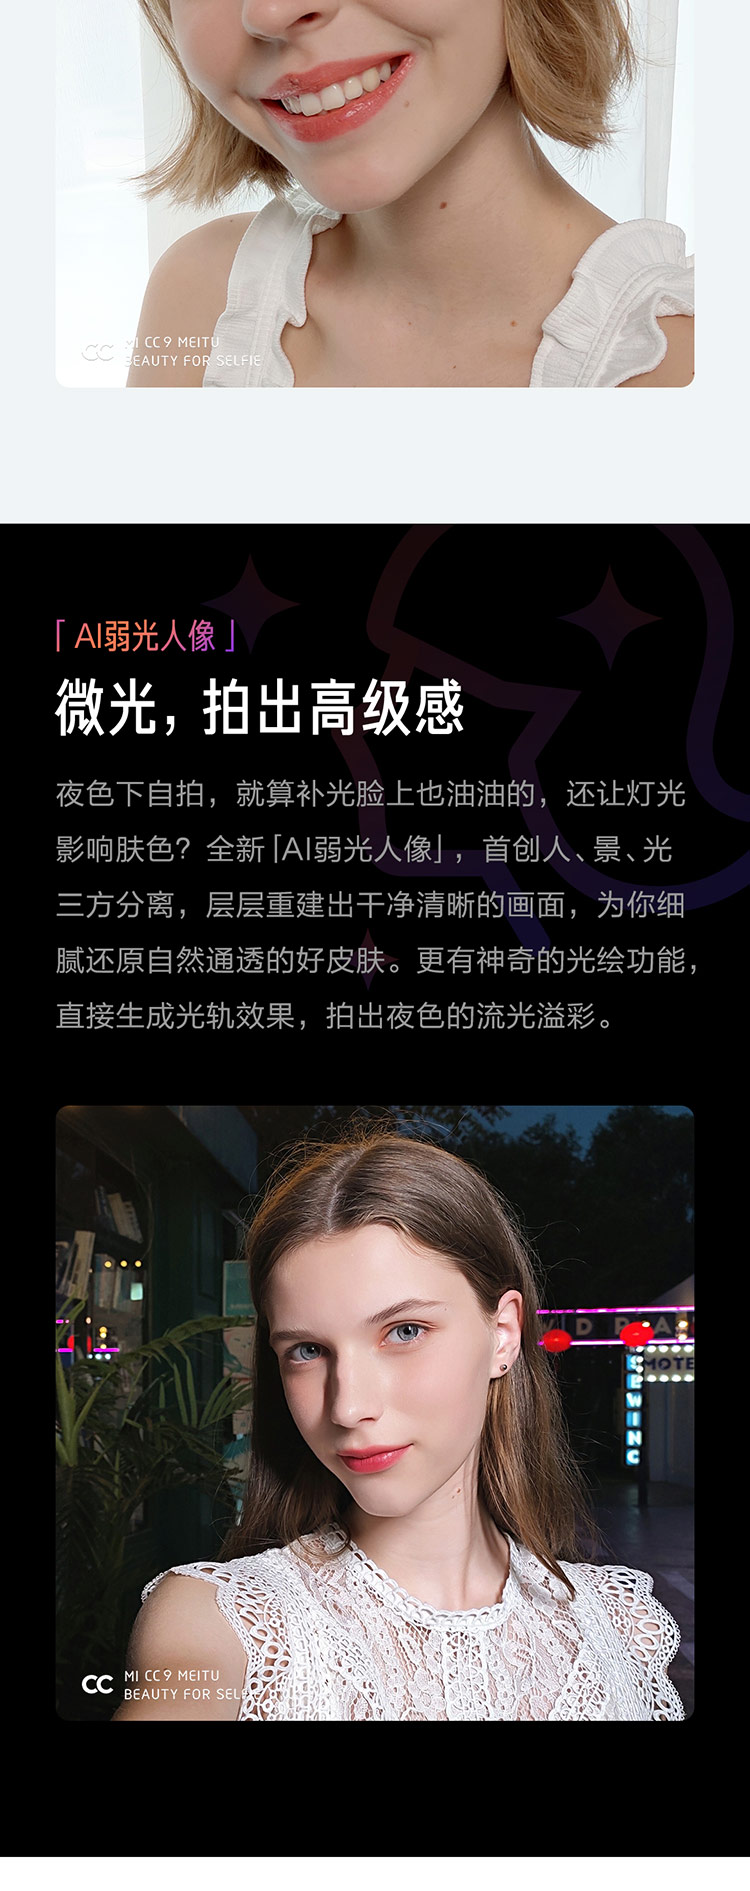 CC MI CC9 MEITU
BEAUTY FOR SELFIE
「AI弱光人像」
微光，拍出高级感
夜色下自拍，就算补光脸上也油油的，还让灯光
影响肤色？全新「AI弱光人像」，首创人、景、光
三方分离，层层重建出干净清晰的画面，为你细
腻还原自然通透的好皮肤。更有神奇的光绘功能，
直接生成光轨效果，拍出夜色的流光溢彩。
MOTE
SEWING
CC MI CC9 MEITU
BEAUTY FOR SELFIE